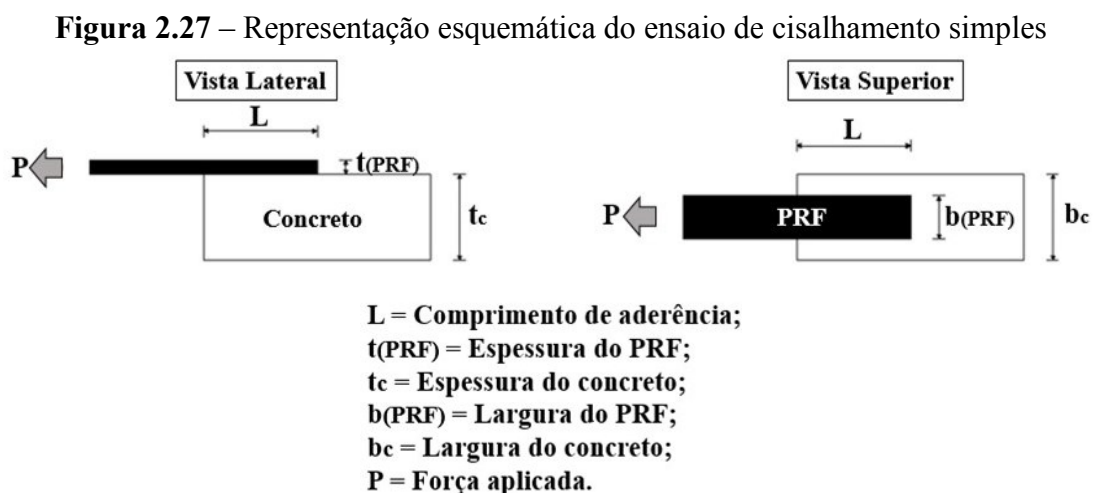 Figura 2.27 – Representação esquemática do ensaio de cisalhamento simples
Vista Lateral
L
P
t(PRF)
Concreto
tc
Vista Superior
L
P
PRF
b(PRF)
bc
L = Comprimento de aderência;
t(PRF) = Espessura do PRF;
tc = Espessura do concreto;
b(PRF) = Largura do PRF;
bc = Largura do concreto;
P = Força aplicada.